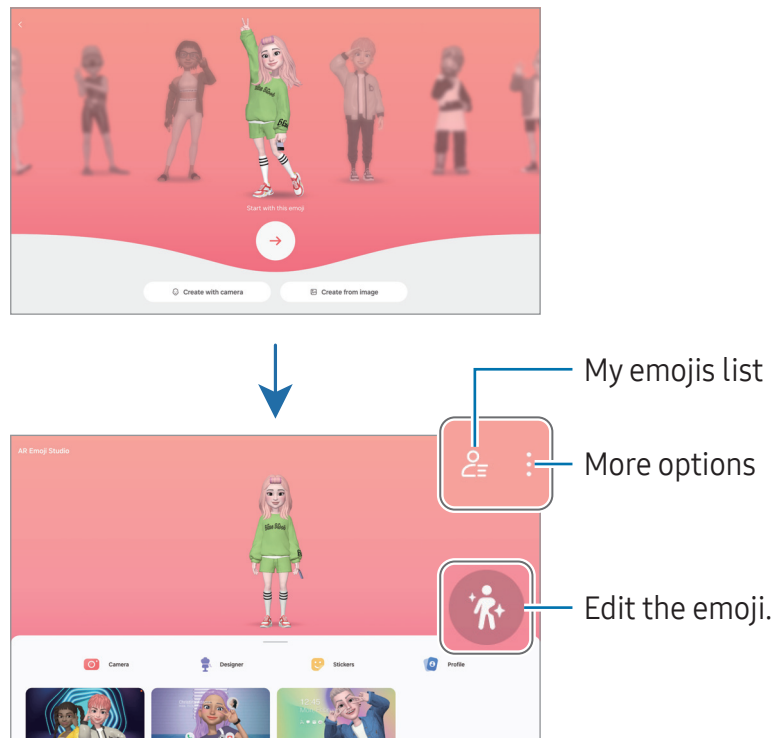 Start with this emoji
Create with camera
Create from image
My emojis list
AR Emoji Studio
More options
Edit the emoji.
Camera
Designer
Stickers
Profile